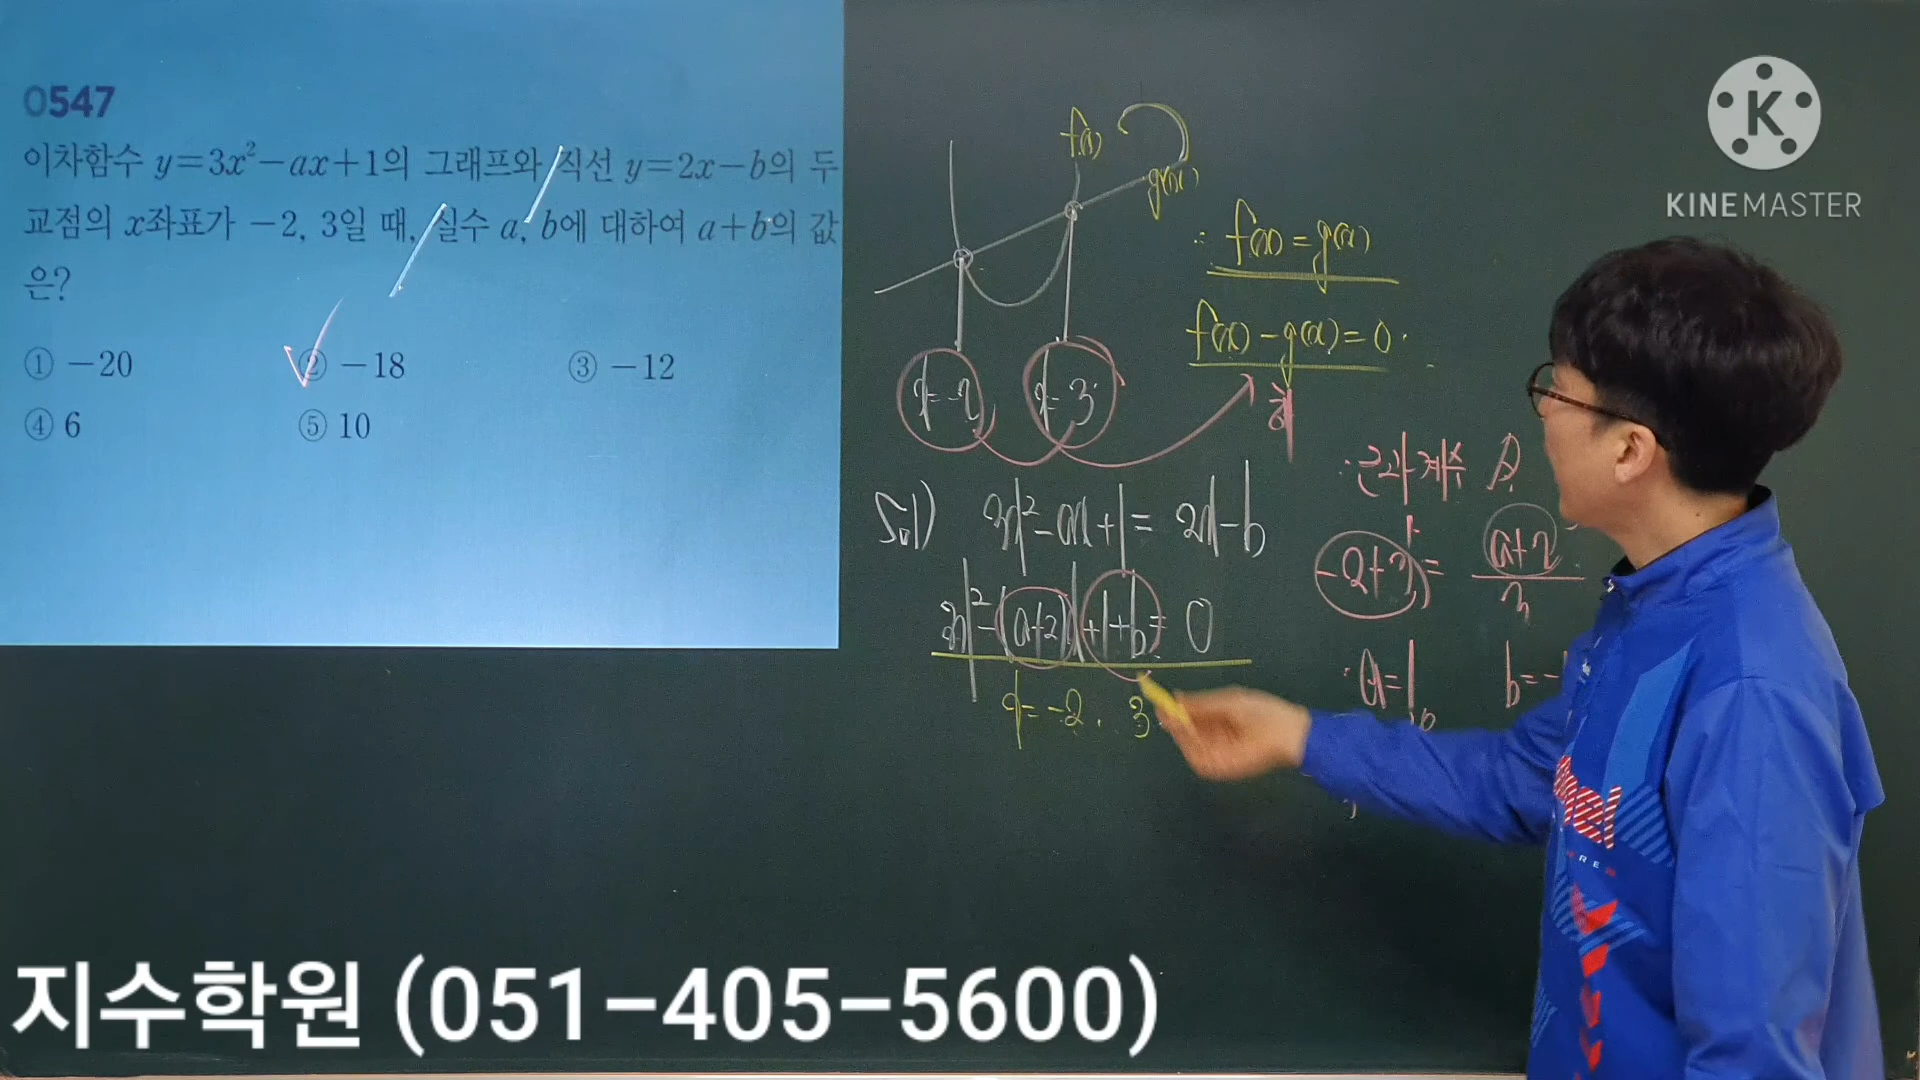 0547
이차함수 y=3x²−ax+1의 그래프와 직선 y=2x−b의 두
교점의 x좌표가 −2, 3일 때, 실수 a, b에 대하여 a+b의 값
은?
① −20 ② −18 ③ −12
④ 6 ⑤ 10
f(x)
g(x)
∴ f(x) = g(x)
f(x) − g(x) = 0.
x=-2 x=3
해
Sol) 3x²−ax+1 = 2x−b
3x²−(a+2)x+1+b = 0
x = -2, 3
근과 계수
-2+3 = a+2 / 3
a=1 b=-
K
KINEMASTER
지수학원 (051−405−5600)